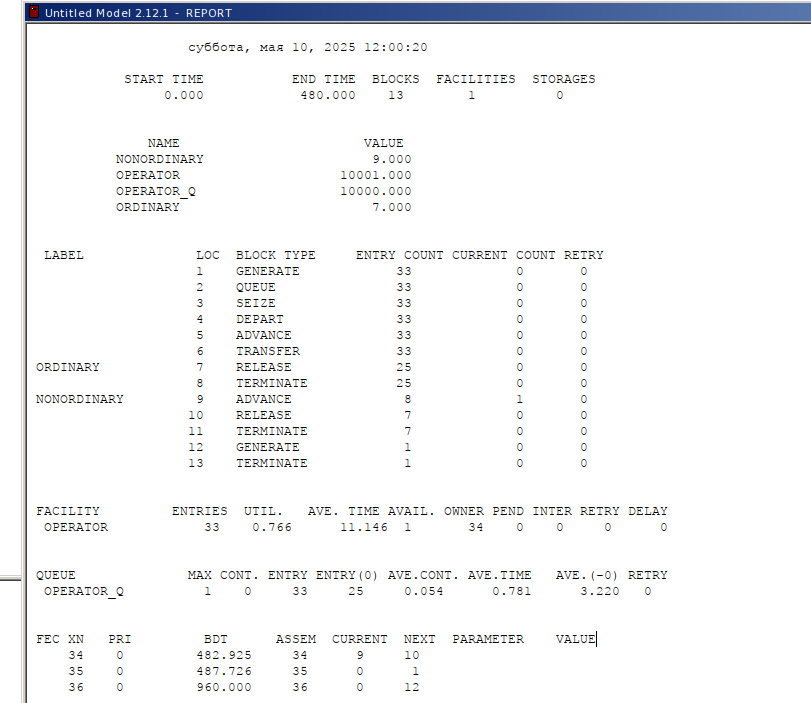 Untitled Model 2.12.1 - REPORT
суббота, мая 10, 2025 12:00:20
START TIME END TIME BLOCKS FACILITIES STORAGES
0.000 480.000 13 1 0
NAME VALUE
NONORDINARY 9.000
OPERATOR 10001.000
OPERATOR_Q 10000.000
ORDINARY 7.000
LABEL LOC BLOCK TYPE ENTRY COUNT CURRENT COUNT RETRY
1 GENERATE 33 0 0
2 QUEUE 33 0 0
3 SEIZE 33 0 0
4 DEPART 33 0 0
5 ADVANCE 33 0 0
6 TRANSFER 33 0 0
ORDINARY 7 RELEASE 25 0 0
8 TERMINATE 25 0 0
NONORDINARY 9 ADVANCE 8 1 0
10 RELEASE 7 0 0
11 TERMINATE 7 0 0
12 GENERATE 1 0 0
13 TERMINATE 1 0 0
FACILITY ENTRIES UTIL. AVE. TIME AVAIL. OWNER PEND INTER RETRY DELAY
OPERATOR 33 0.766 11.146 1 34 0 0 0 0
QUEUE MAX CONT. ENTRY ENTRY(0) AVE.CONT. AVE.TIME AVE.(-0) RETRY
OPERATOR_Q 1 0 33 25 0.054 0.781 3.220 0
FEC XN PRI BDT ASSEM CURRENT NEXT PARAMETER VALUE
34 0 482.925 34 9 10
35 0 487.726 35 0 1
36 0 960.000 36 0 12